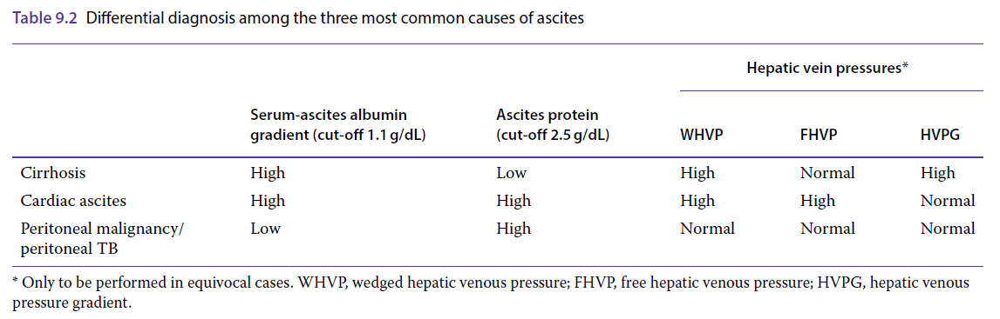 Table 9.2 Differential diagnosis among the three most common causes of ascites
Hepatic vein pressures*
Serum-ascites albumin gradient (cut-off 1.1 g/dL) Ascites protein (cut-off 2.5 g/dL) WHVP FHVP HVPG
Cirrhosis High Low High Normal High
Cardiac ascites High High High High Normal
Peritoneal malignancy/ Low High Normal Normal Normal
peritoneal TB
* Only to be performed in equivocal cases. WHVP, wedged hepatic venous pressure; FHVP, free hepatic venous pressure; HVPG, hepatic venous
pressure gradient.